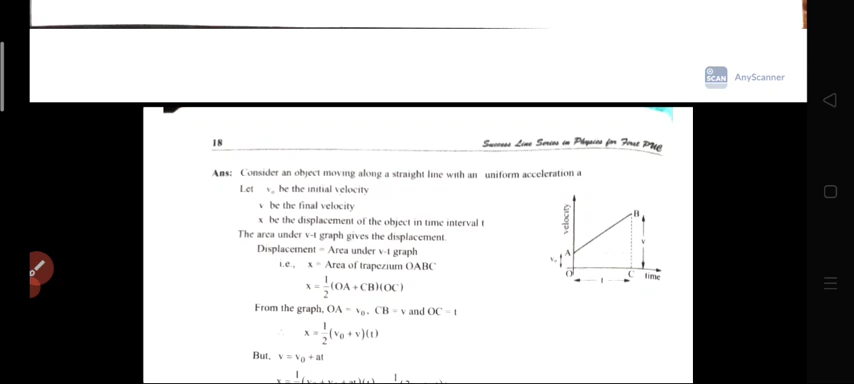 SCAN AnyScanner
18 Success Line Series in Physics for First PUC
Ans: Consider an object moving along a straight line with an uniform acceleration a
Let v₀ be the initial velocity
v be the final velocity
x be the displacement of the object in time interval t
The area under v-t graph gives the displacement.
Displacement = Area under v-t graph
i.e., x = Area of trapezium OABC
x = 1/2 (OA + CB)(OC)
From the graph, OA = v₀, CB = v and OC = t
∴ x = 1/2 (v₀ + v)(t)
But, v = v₀ + at
velocity
A
B
v₀
v
O
C
time
t